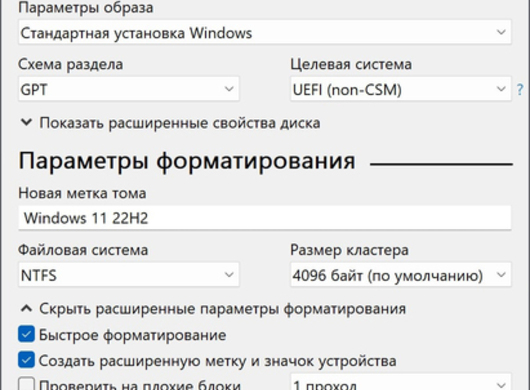 Параметры образа
Стандартная установка Windows
Схема раздела Целевая система
GPT UEFI (non-CSM) ?
Показать расширенные свойства диска
Параметры форматирования
Новая метка тома
Windows 11 22H2
Файловая система Размер кластера
NTFS 4096 байт (по умолчанию)
Скрыть расширенные параметры форматирования
Быстрое форматирование
Создать расширенную метку и значок устройства
Проверить на плохие блоки 1 проход